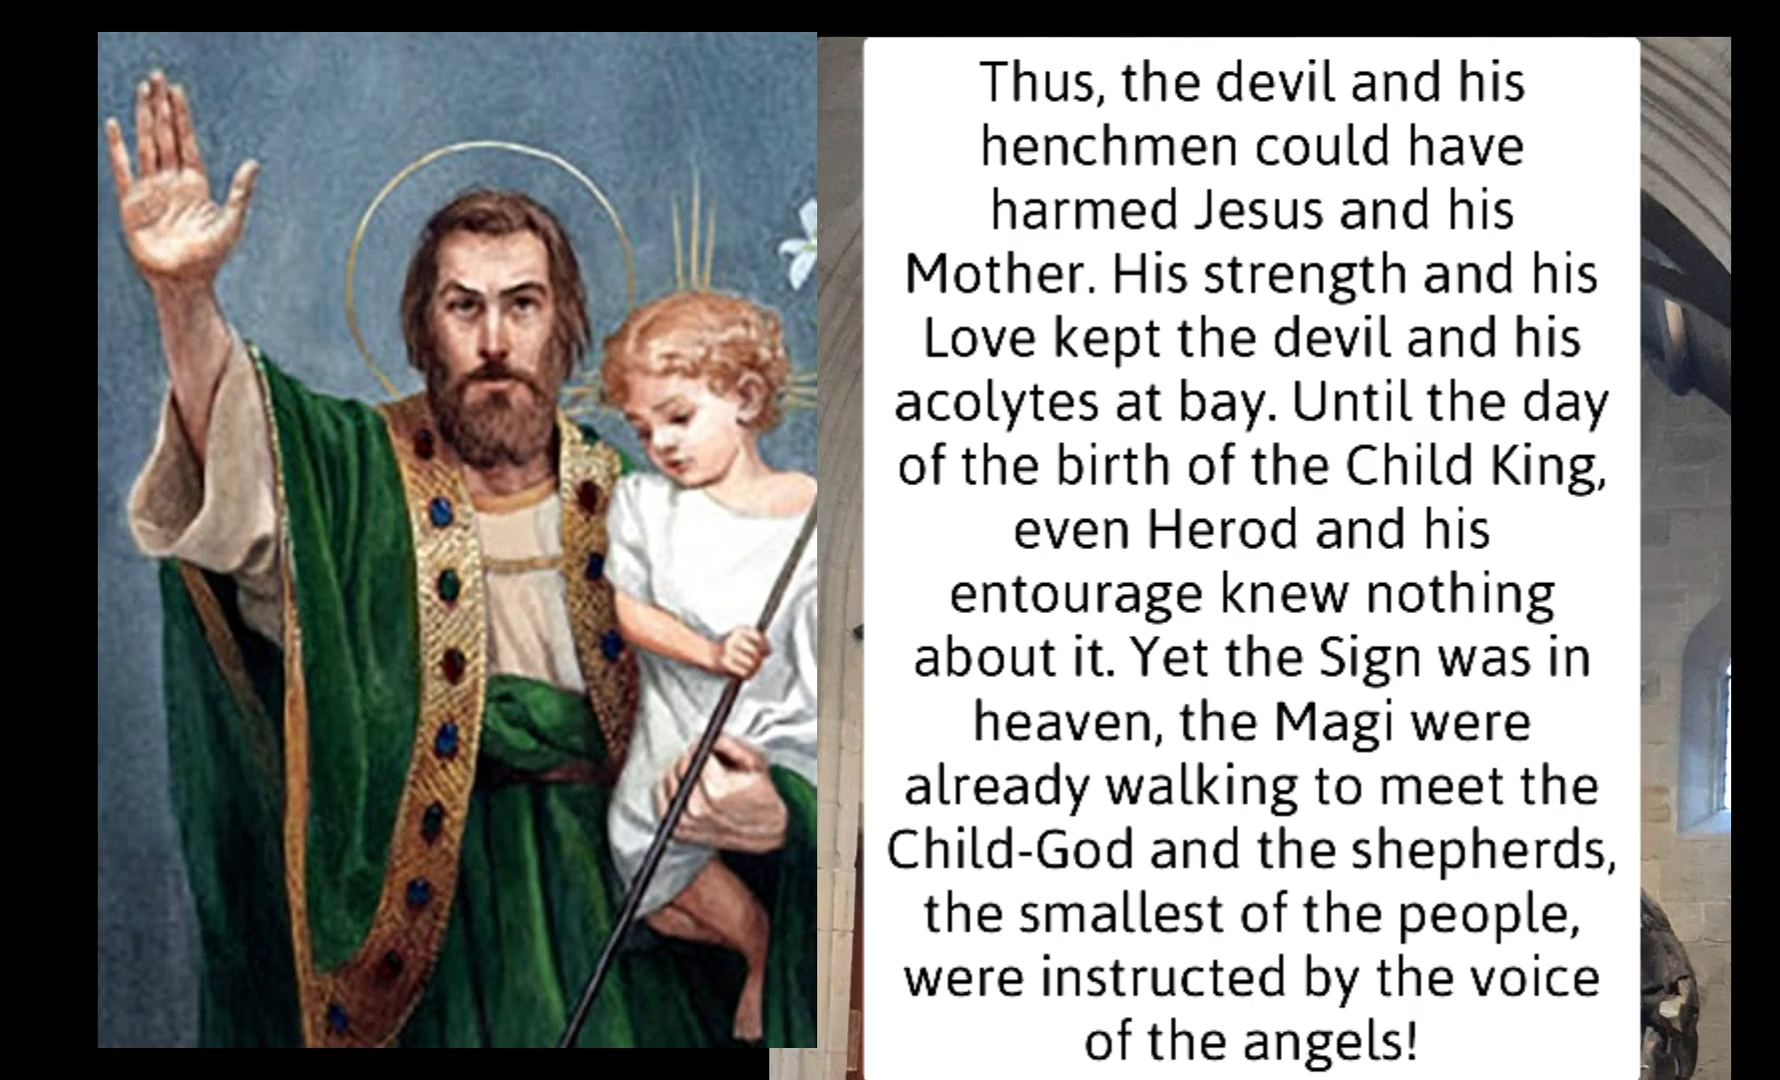 Thus, the devil and his
henchmen could have
harmed Jesus and his
Mother. His strength and his
Love kept the devil and his
acolytes at bay. Until the day
of the birth of the Child King,
even Herod and his
entourage knew nothing
about it. Yet the Sign was in
heaven, the Magi were
already walking to meet the
Child-God and the shepherds,
the smallest of the people,
were instructed by the voice
of the angels!